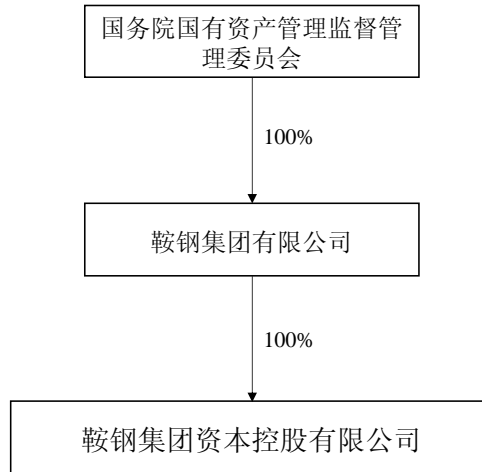 国务院国有资产管理监督管
理委员会
100%
鞍钢集团有限公司
100%
鞍钢集团资本控股有限公司